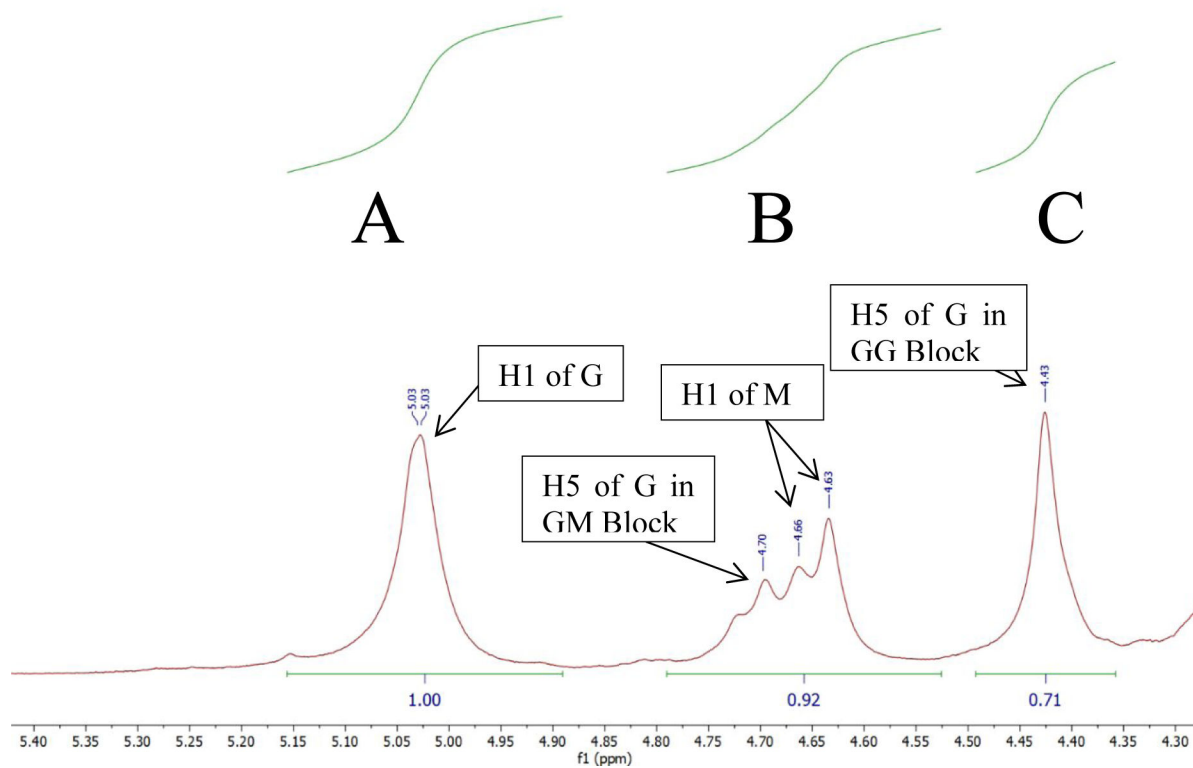 A
B
C
H5 of G in
GG Block
H1 of G
H1 of M
H5 of G in
GM Block
5.03
5.03
4.70
4.66
4.63
4.43
1.00
0.92
0.71
5.40 5.35 5.30 5.25 5.20 5.15 5.10 5.05 5.00 4.95 4.90 4.85 4.80 4.75 4.70 4.65 4.60 4.55 4.50 4.45 4.40 4.35 4.30
f1 (ppm)